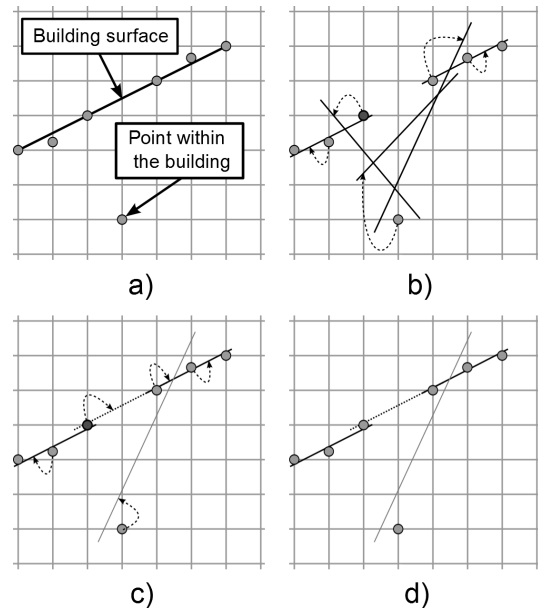 Building surface
Point within
the building
a)
b)
c)
d)